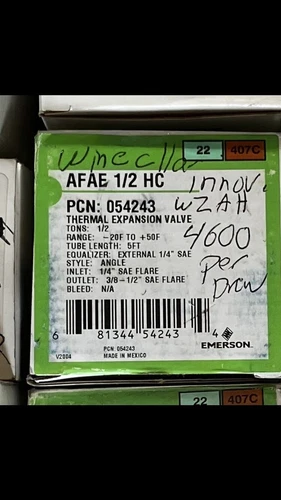 22 407C
wine cllar
AFAE 1/2 HC
innov.
PCN: 054243
WZAH
THERMAL EXPANSION VALVE
4600
TONS: 1/2
RANGE: -20F TO +50F
TUBE LENGTH: 5FT
per
EQUALIZER: EXTERNAL 1/4" SAE
STYLE: ANGLE
Draw
INLET: 1/4" SAE FLARE
OUTLET: 3/8-1/2" SAE FLARE
BLEED: N/A
6 81344 54243 4
EMERSON
PCN 054243
V2004 MADE IN MEXICO
22 407C